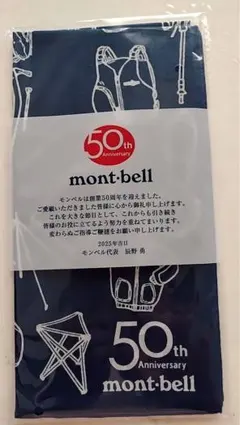 50th
Anniversary
mont·bell
モンベルは創業50周年を迎えました。
ご愛顧いただきました皆様に心から御礼申し上げます。
これを大きな節目として、これからも引き続き
皆様のお役に立てるよう努力を重ねてまいります。
変わらぬご指導ご鞭撻をお願い申し上げます。
2025年吉日
モンベル代表 辰野 勇
50th
Anniversary
mont·bell